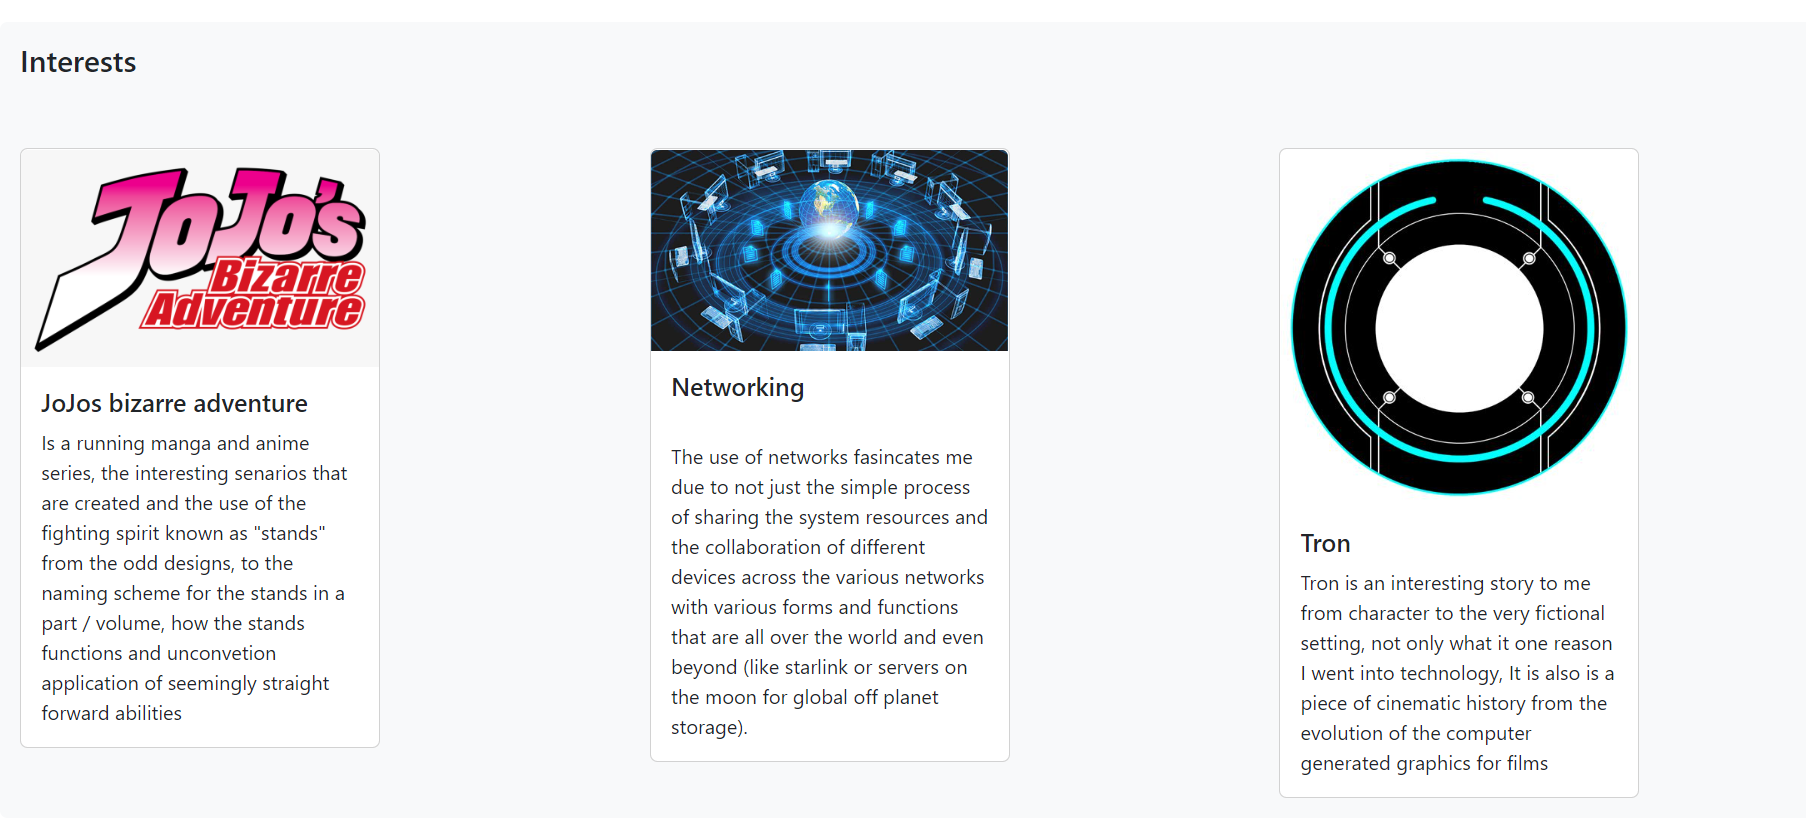 Interests
JoJo's
Bizarre
Adventure
JoJos bizarre adventure
Is a running manga and anime
series, the interesting senarios that
are created and the use of the
fighting spirit known as "stands"
from the odd designs, to the
naming scheme for the stands in a
part / volume, how the stands
functions and unconvetion
application of seemingly straight
forward abilities
Networking
The use of networks fasincates me
due to not just the simple process
of sharing the system resources and
the collaboration of different
devices across the various networks
with various forms and functions
that are all over the world and even
beyond (like starlink or servers on
the moon for global off planet
storage).
Tron
Tron is an interesting story to me
from character to the very fictional
setting, not only what it one reason
I went into technology, It is also is a
piece of cinematic history from the
evolution of the computer
generated graphics for films